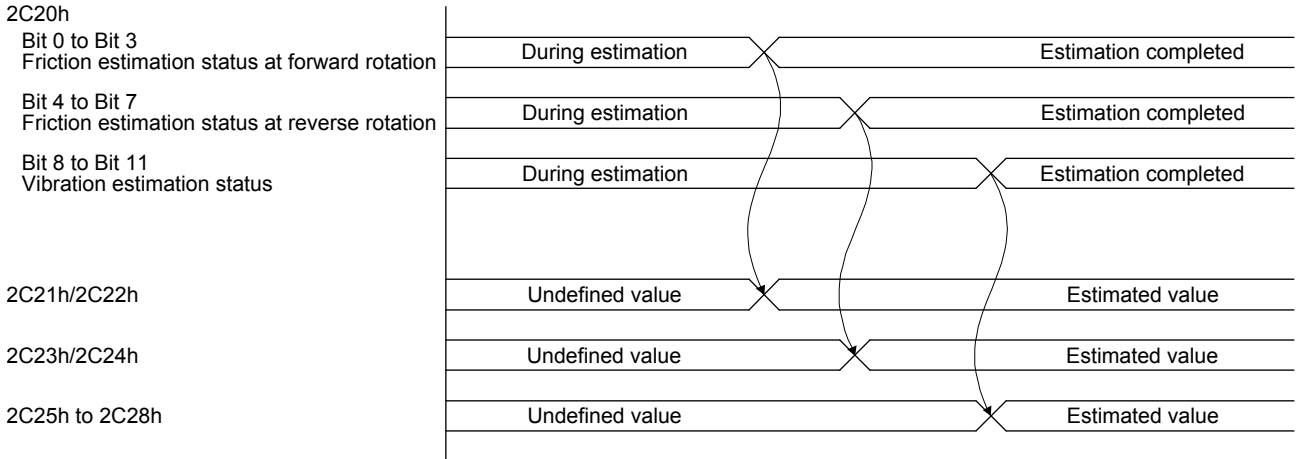 2C20h
Bit 0 to Bit 3
Friction estimation status at forward rotation
During estimation
Estimation completed
Bit 4 to Bit 7
Friction estimation status at reverse rotation
During estimation
Estimation completed
Bit 8 to Bit 11
Vibration estimation status
During estimation
Estimation completed
2C21h/2C22h
Undefined value
Estimated value
2C23h/2C24h
Undefined value
Estimated value
2C25h to 2C28h
Undefined value
Estimated value